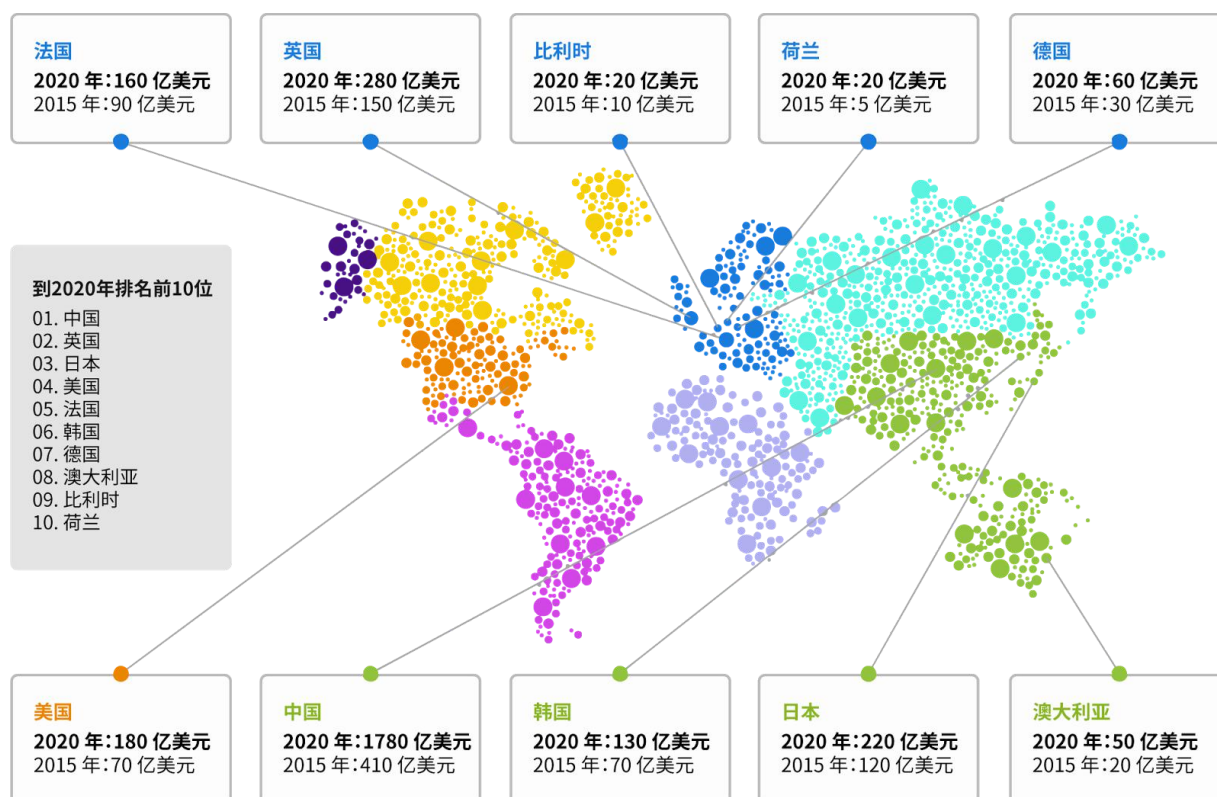 法国
2020 年:160 亿美元
2015 年:90 亿美元
英国
2020 年:280 亿美元
2015 年:150 亿美元
比利时
2020 年:20 亿美元
2015 年:10 亿美元
荷兰
2020 年:20 亿美元
2015 年:5 亿美元
德国
2020 年:60 亿美元
2015 年:30 亿美元
到2020年排名前10位
01. 中国
02. 英国
03. 日本
04. 美国
05. 法国
06. 韩国
07. 德国
08. 澳大利亚
09. 比利时
10. 荷兰
美国
2020 年:180 亿美元
2015 年:70 亿美元
中国
2020 年:1780 亿美元
2015 年:410 亿美元
韩国
2020 年:130 亿美元
2015 年:70 亿美元
日本
2020 年:220 亿美元
2015 年:120 亿美元
澳大利亚
2020 年:50 亿美元
2015 年:20 亿美元